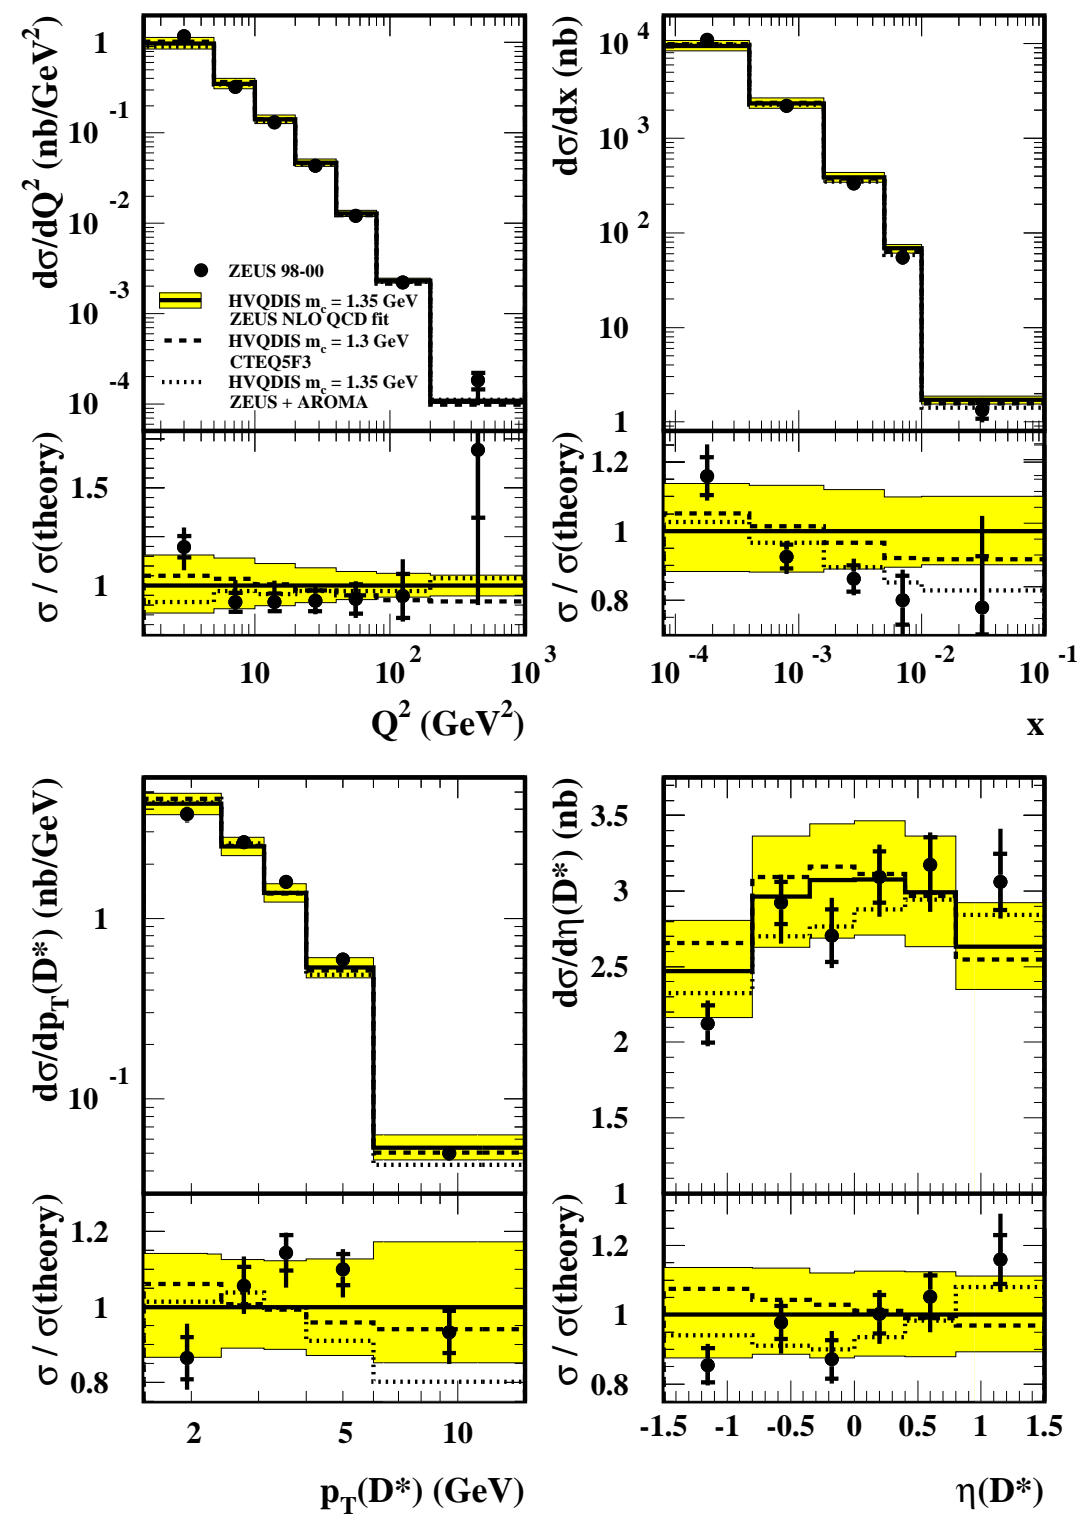 dσ/dQ² (nb/GeV²)
1
10 -1
10 -2
10 -3
10 -4
ZEUS 98-00
HVQDIS m_c = 1.35 GeV
ZEUS NLO QCD fit
HVQDIS m_c = 1.3 GeV
CTEQ5F3
HVQDIS m_c = 1.35 GeV
ZEUS + AROMA
σ / σ(theory)
1.5
1
10 10² 10³
Q² (GeV²)
dσ/dx (nb)
10⁴
10³
10²
10
1
σ / σ(theory)
1.2
1
0.8
10 -4 10 -3 10 -2 10 -1
x
dσ/dp_T(D*) (nb/GeV)
1
10 -1
σ / σ(theory)
1.2
1
0.8
2 5 10
p_T(D*) (GeV)
dσ/dη(D*) (nb)
3.5
3
2.5
2
1.5
1
σ / σ(theory)
1.2
1
0.8
-1.5 -1 -0.5 0 0.5 1 1.5
η(D*)